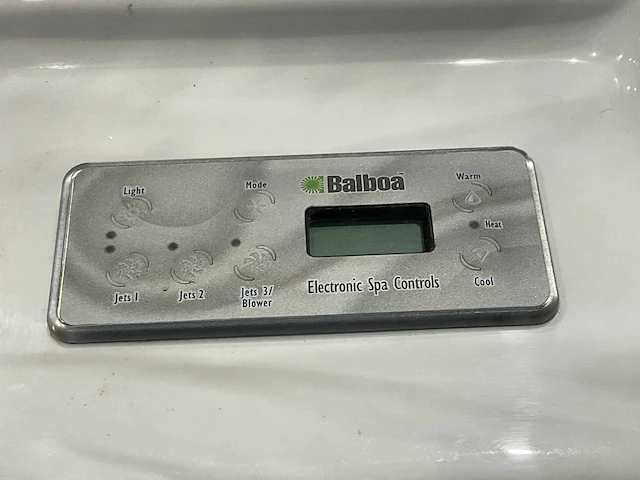 Light
Mode
Balboa
Warm
Heat
Jets 1
Jets 2
Jets 3/
Blower
Electronic Spa Controls
Cool